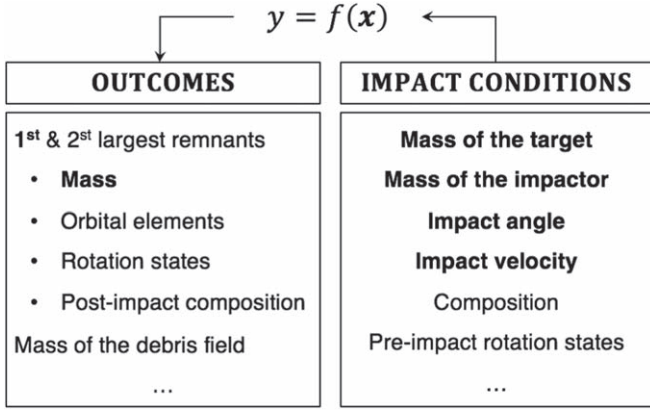 y = f(x)
OUTCOMES
1st & 2st largest remnants
• Mass
• Orbital elements
• Rotation states
• Post-impact composition
Mass of the debris field
...
IMPACT CONDITIONS
Mass of the target
Mass of the impactor
Impact angle
Impact velocity
Composition
Pre-impact rotation states
...